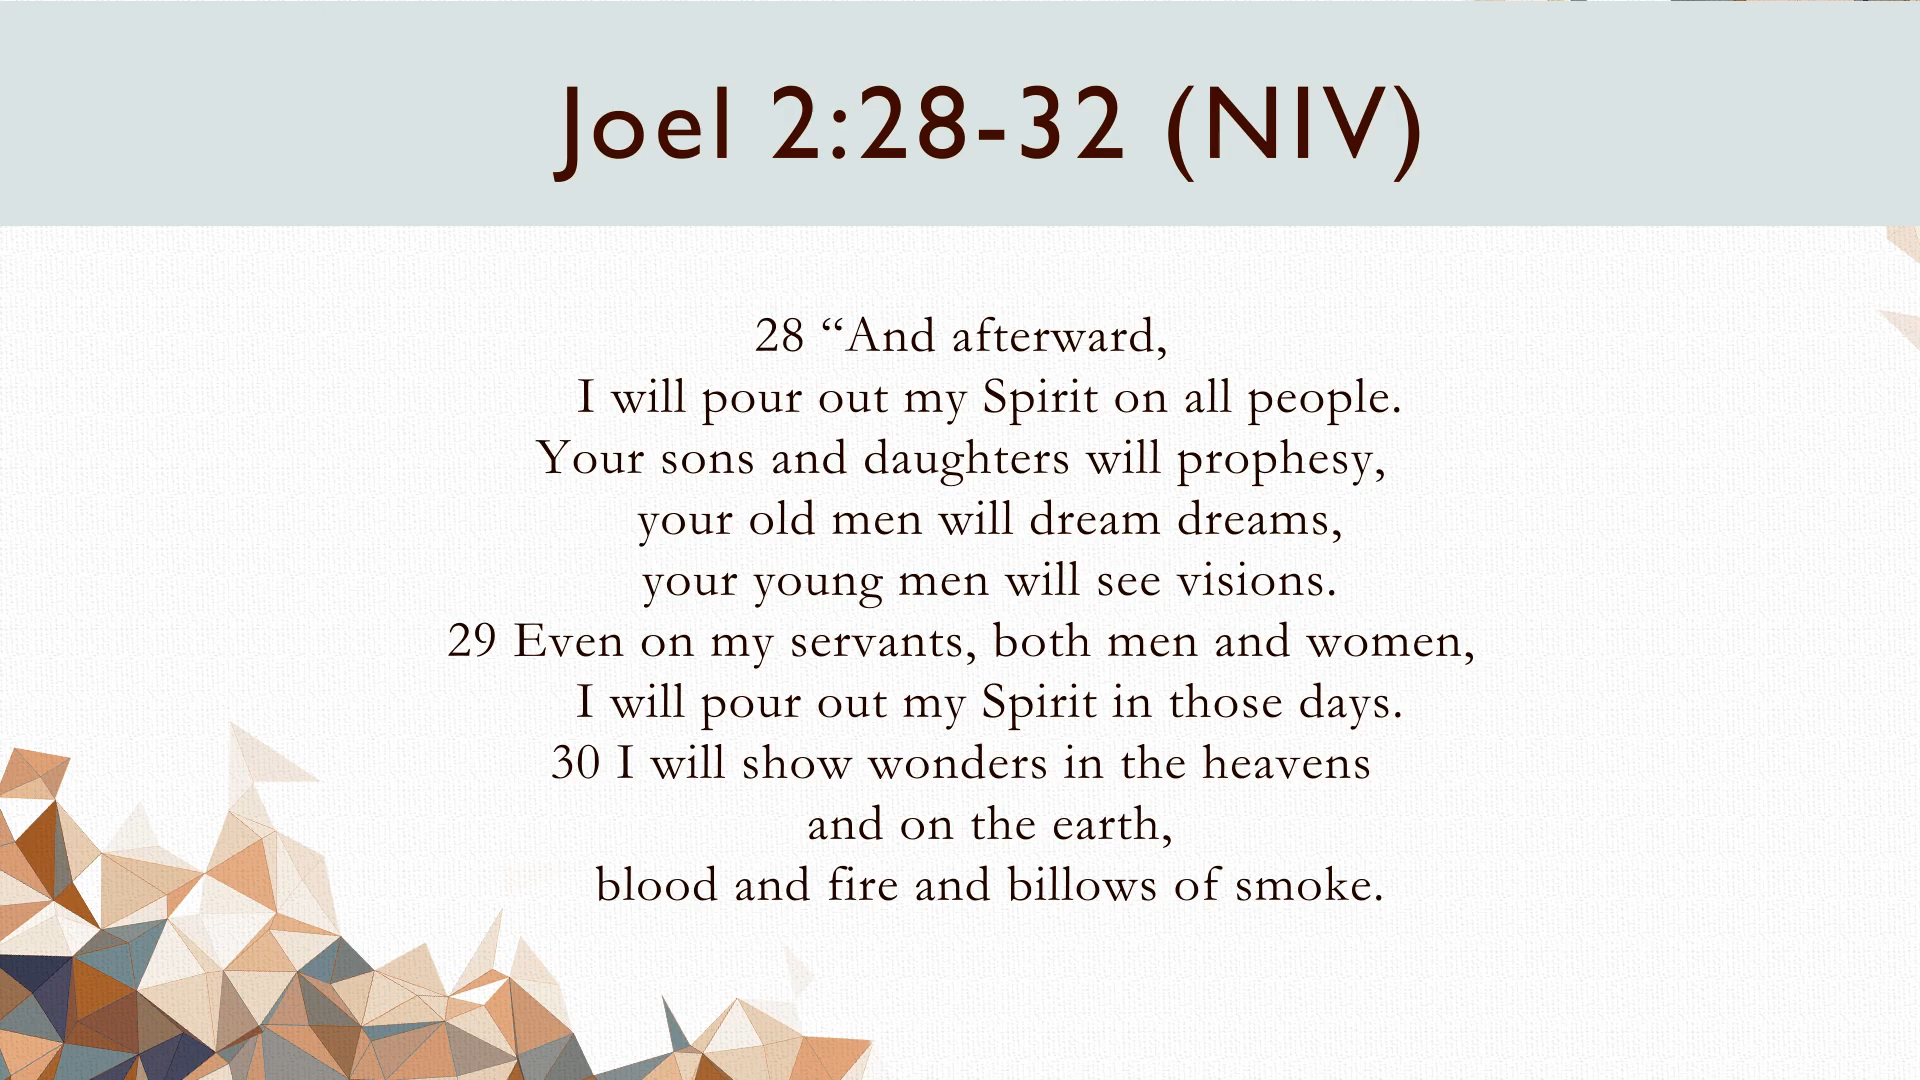 Joel 2:28-32 (NIV)
28 “And afterward,
I will pour out my Spirit on all people.
Your sons and daughters will prophesy,
your old men will dream dreams,
your young men will see visions.
29 Even on my servants, both men and women,
I will pour out my Spirit in those days.
30 I will show wonders in the heavens
and on the earth,
blood and fire and billows of smoke.